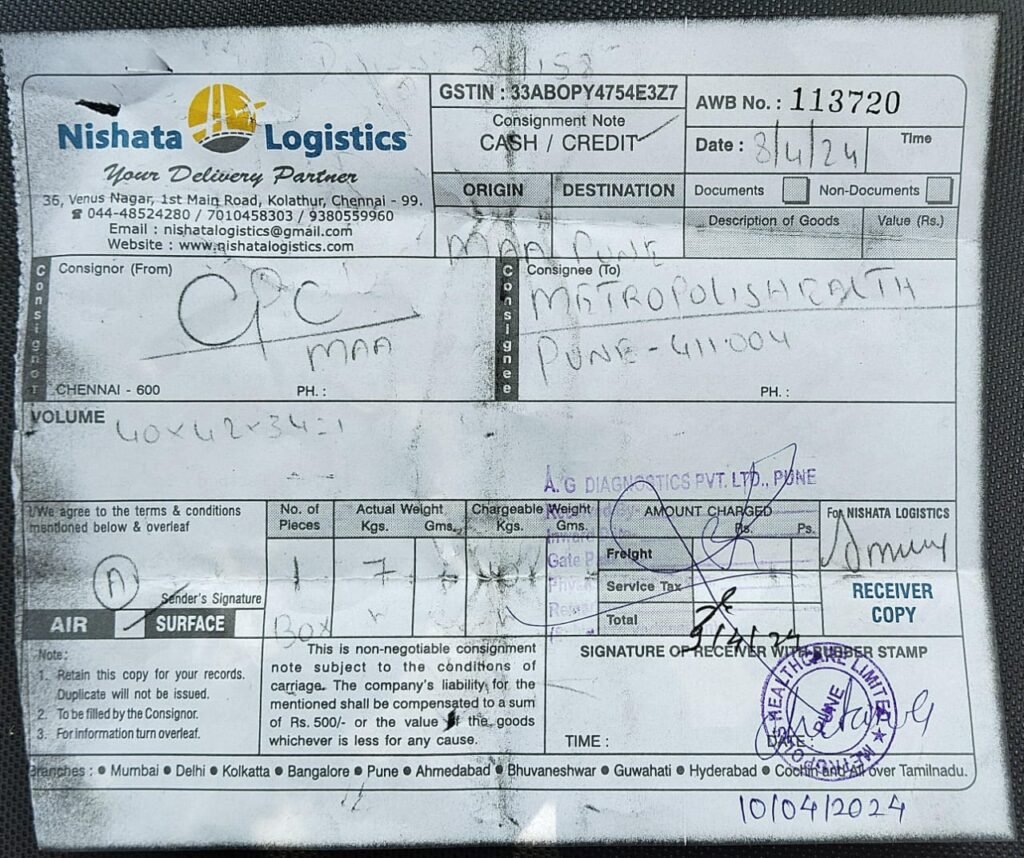 Nishata Logistics
Your Delivery Partner
36, Venus Nagar, 1st Main Road, Kolathur, Chennai - 99.
☎ 044-48524280 / 7010458303 / 9380559960
Email : nishatalogistics@gmail.com
Website : www.nishatalogistics.com
GSTIN : 33ABOPY4754E3Z7
Consignment Note
CASH / CREDIT
AWB No. : 113720
Date : 8/4/24 Time
ORIGIN DESTINATION
MAA PUNE
Documents Non-Documents
Description of Goods Value (Rs.)
Consignor
Consignor (From)
CPC
MAA
CHENNAI - 600 PH. :
Consignee
Consignee (To)
METROPOLISHEALTH
PUNE - 411004
PH. :
VOLUME
40×42×34=1
A. G DIAGNOSTICS PVT. LTD., PUNE
I/We agree to the terms & conditions
mentioned below & overleaf
Sender's Signature
AIR SURFACE
No. of Pieces
1
Box
Actual Weight
Kgs. Gms.
7
Chargeable Weight
Kgs. Gms.
AMOUNT CHARGED
Rs. Ps.
Freight
Service Tax
Total
For NISHATA LOGISTICS
RECEIVER
COPY
9/4/24
Note:
1. Retain this copy for your records.
Duplicate will not be issued.
2. To be filled by the Consignor.
3. For information turn overleaf.
This is non-negotiable consignment
note subject to the conditions of
carriage. The company's liability for the
mentioned shall be compensated to a sum
of Rs. 500/- or the value of the goods
whichever is less for any cause.
SIGNATURE OF RECEIVER WITH RUBBER STAMP
METROPOLIS HEALTHCARE LIMITED
PUNE
TIME : DATE :
Branches : ● Mumbai ● Delhi ● Kolkatta ● Bangalore ● Pune ● Ahmedabad ● Bhuvaneshwar ● Guwahati ● Hyderabad ● Cochin and All over Tamilnadu.
10/04/2024